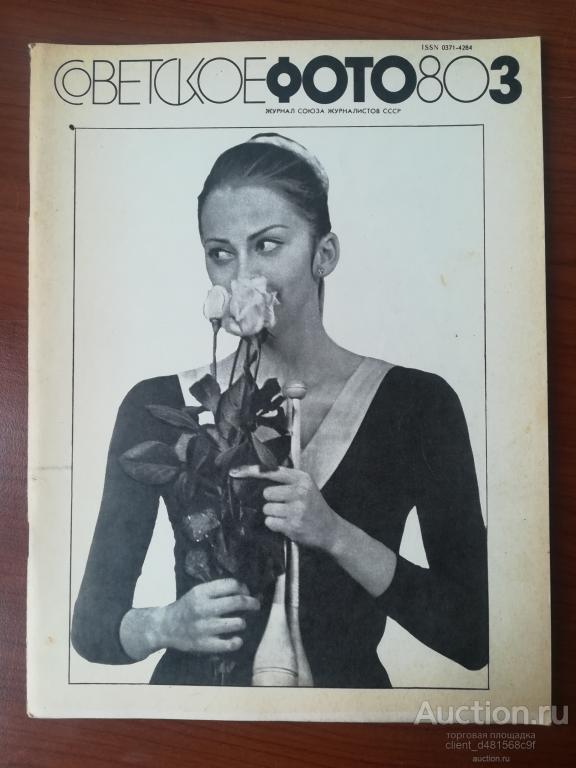 ISSN 0371-4284
СОВЕТСКОЕ ФОТО 80 3
ЖУРНАЛ СОЮЗА ЖУРНАЛИСТОВ СССР
Auction.ru
торговая площадка
client_d481568c9f
auction.ru